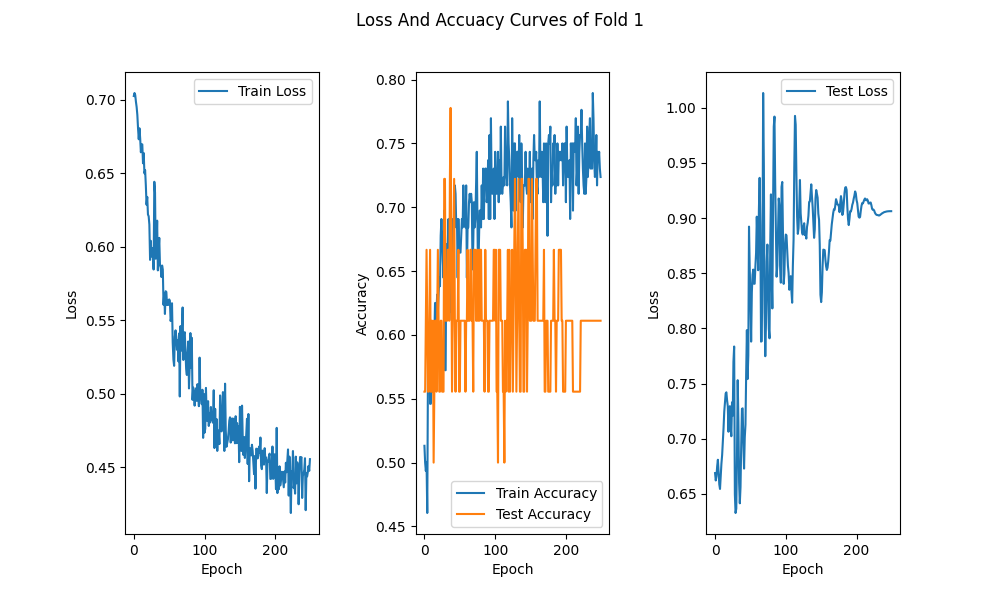 Loss And Accuacy Curves of Fold 1
Train Loss
0.70
0.65
0.60
0.55
0.50
0.45
Loss
0
100
200
Epoch
0.80
0.75
0.70
0.65
0.60
0.55
0.50
0.45
Accuracy
Train Accuracy
Test Accuracy
0
100
200
Epoch
Test Loss
1.00
0.95
0.90
0.85
0.80
0.75
0.70
0.65
Loss
0
100
200
Epoch